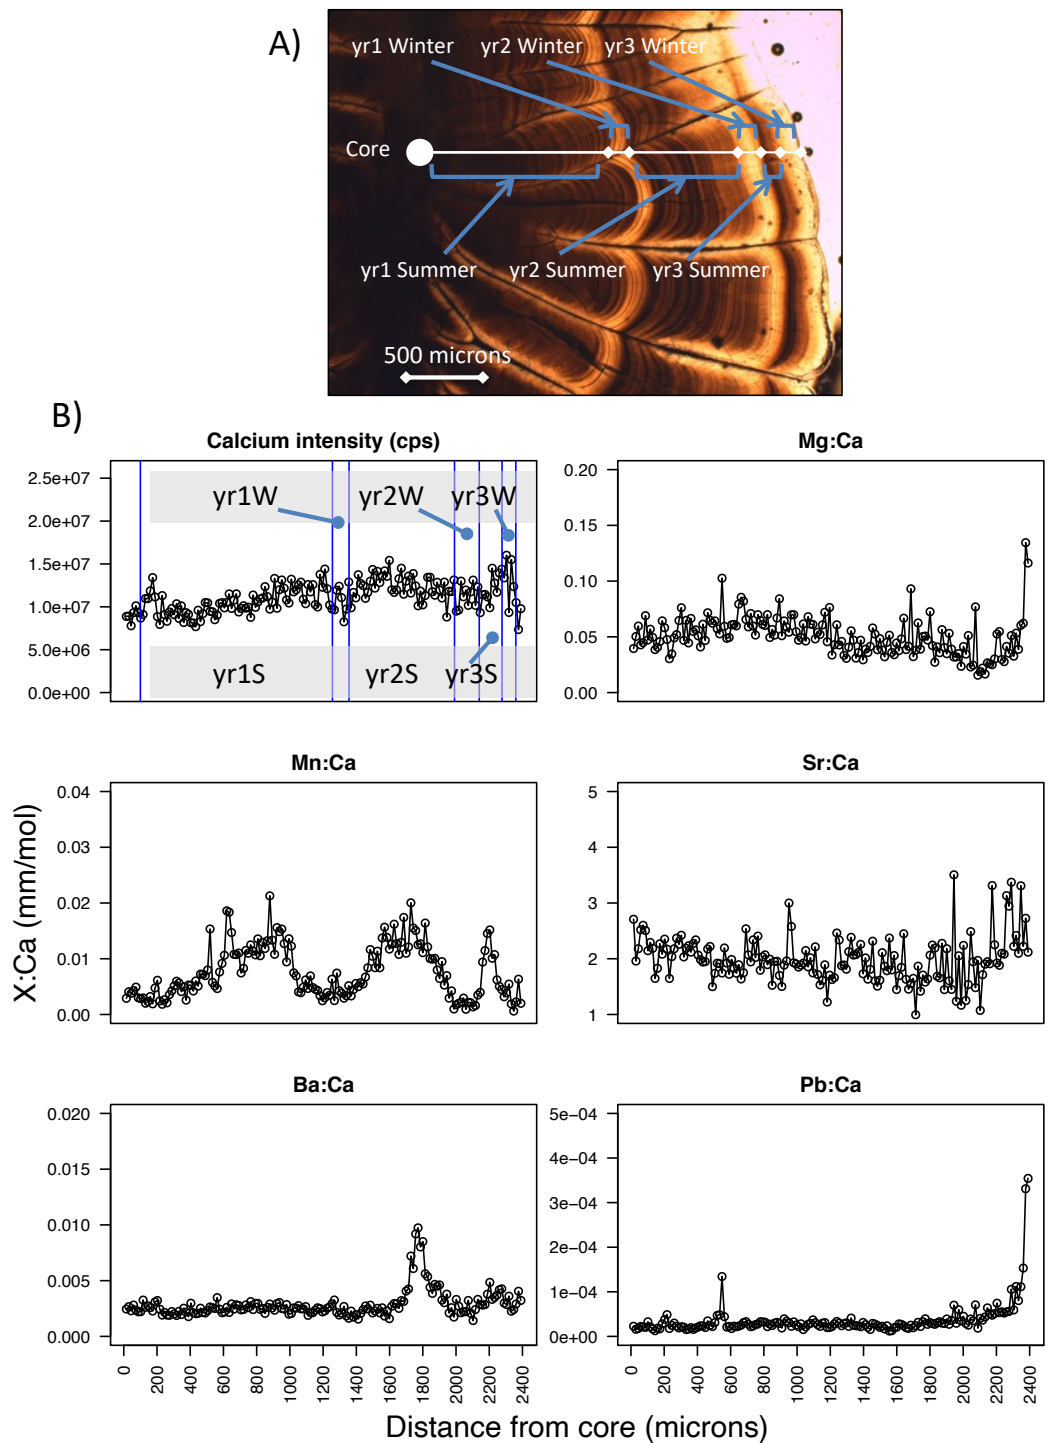 A)
yr1 Winter yr2 Winter yr3 Winter
Core
yr1 Summer yr2 Summer yr3 Summer
500 microns
B)
Calcium intensity (cps)
2.5e+07
2.0e+07
1.5e+07
1.0e+07
5.0e+06
0.0e+00
yr1W yr2W yr3W
yr1S yr2S yr3S
Mg:Ca
0.20
0.15
0.10
0.05
0.00
X:Ca (mm/mol)
Mn:Ca
0.04
0.03
0.02
0.01
0.00
Sr:Ca
5
4
3
2
1
Ba:Ca
0.020
0.015
0.010
0.005
0.000
0 200 400 600 800 1000 1200 1400 1600 1800 2000 2200 2400
Pb:Ca
5e-04
4e-04
3e-04
2e-04
1e-04
0e+00
0 200 400 600 800 1000 1200 1400 1600 1800 2000 2200 2400
Distance from core (microns)